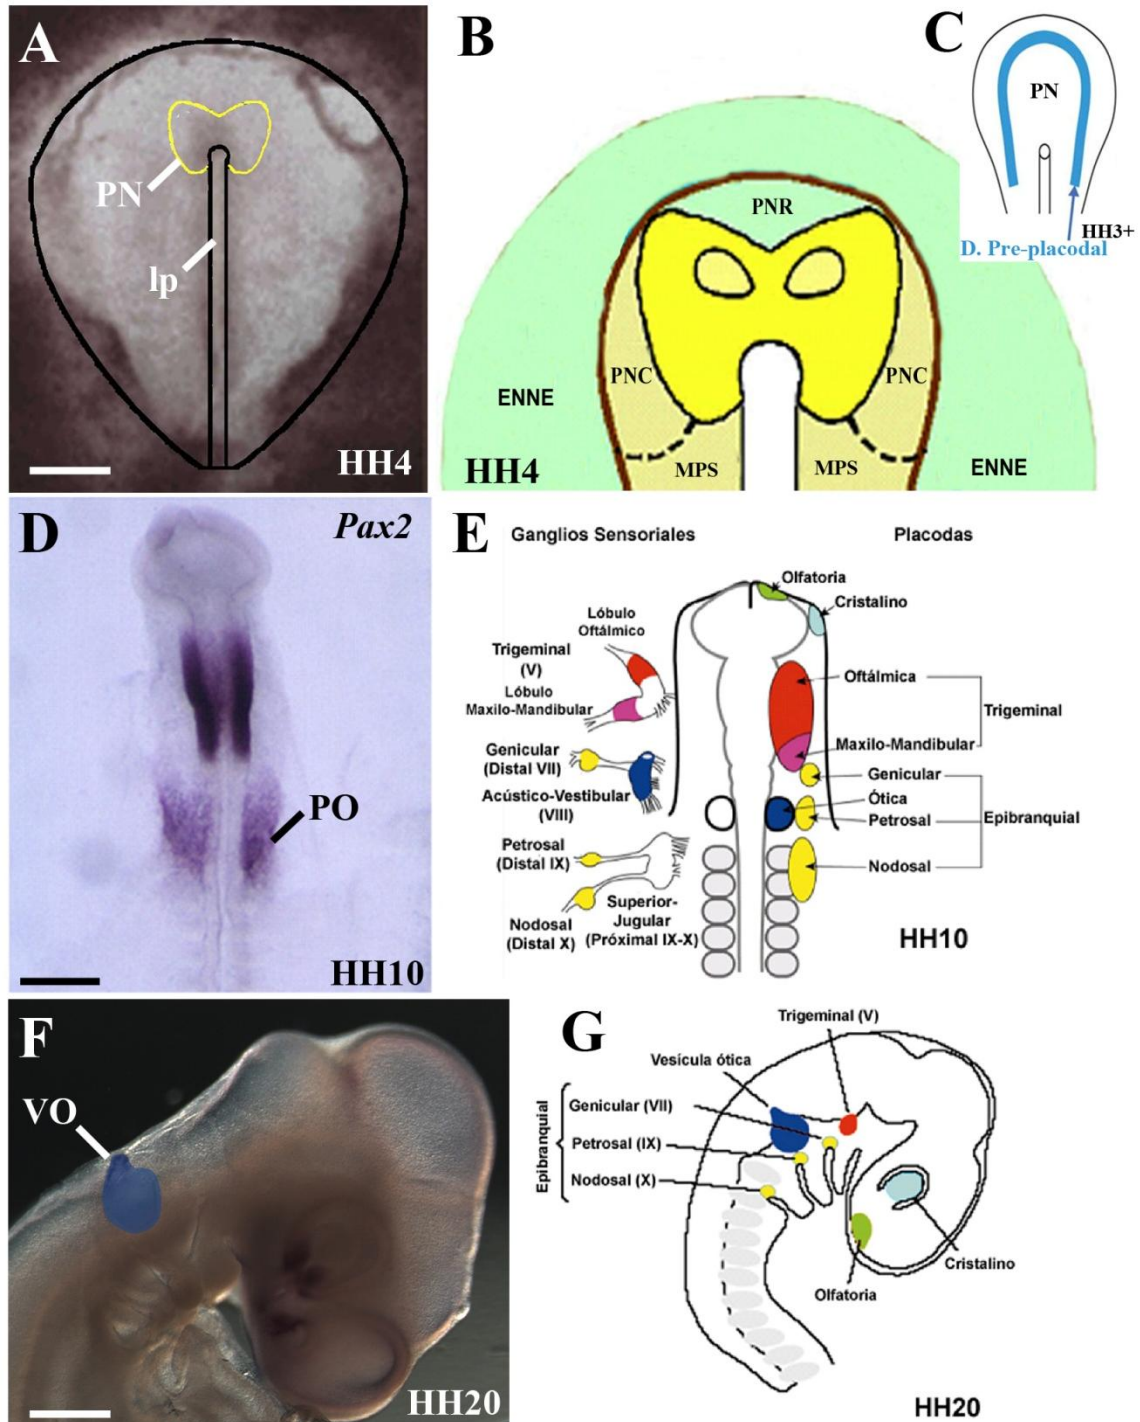 A
PN
lp
HH4
B
PNR
PNC
PNC
ENNE
ENNE
MPS
MPS
HH4
C
PN
HH3+
D. Pre-placodal
D
Pax2
PO
HH10
E
Ganglios Sensoriales
Placodas
Olfatoria
Cristalino
Lóbulo
Oftálmico
Trigeminal
(V)
Lóbulo
Maxilo-Mandibular
Genicular
(Distal VII)
Acústico-Vestibular
(VIII)
Petrosal
(Distal IX)
Nodosal
(Distal X)
Superior-
Jugular
(Próximal IX-X)
Oftálmica
Trigeminal
Maxilo-Mandibular
Genicular
Ótica
Petrosal
Epibranquial
Nodosal
HH10
F
VO
HH20
G
Trigeminal (V)
Vesícula ótica
Genicular (VII)
Petrosal (IX)
Nodosal (X)
Epibranquial
Cristalino
Olfatoria
HH20